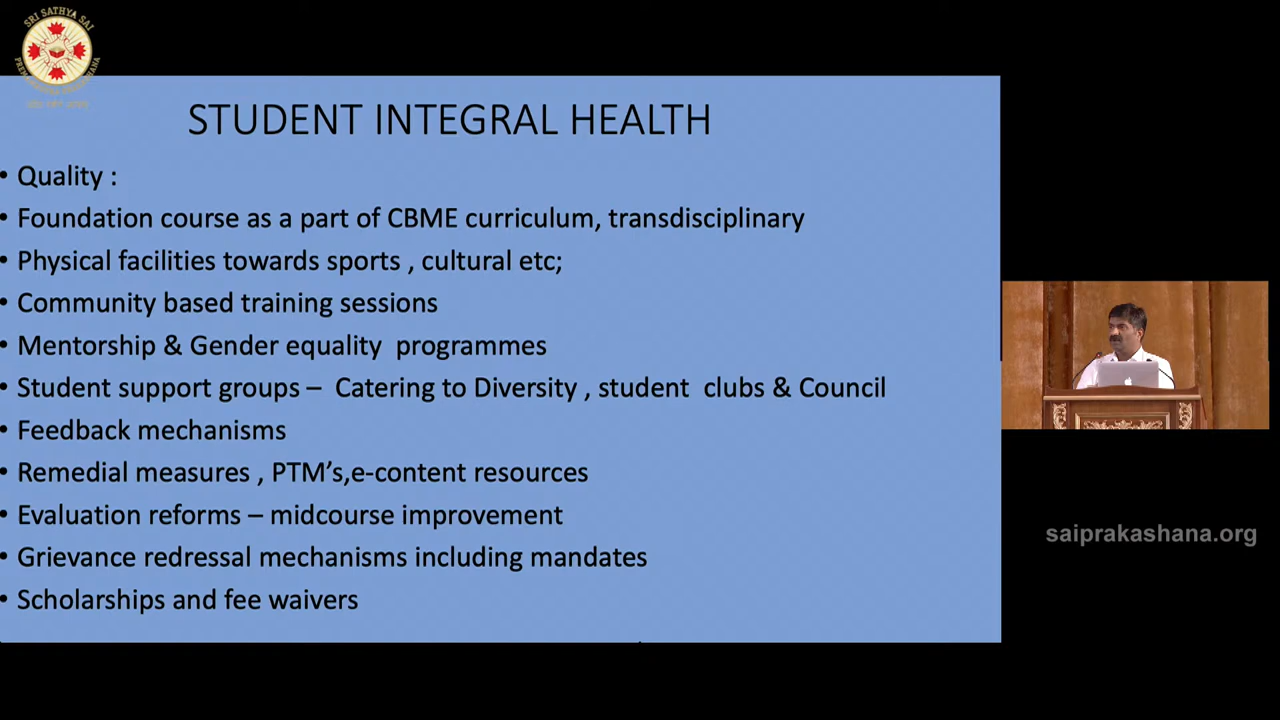 SRI SATHYA SAI
STUDENT INTEGRAL HEALTH
• Quality :
• Foundation course as a part of CBME curriculum, transdisciplinary
• Physical facilities towards sports , cultural etc;
• Community based training sessions
• Mentorship & Gender equality programmes
• Student support groups – Catering to Diversity , student clubs & Council
• Feedback mechanisms
• Remedial measures , PTM’s,e-content resources
• Evaluation reforms – midcourse improvement
• Grievance redressal mechanisms including mandates
• Scholarships and fee waivers
saiprakashana.org